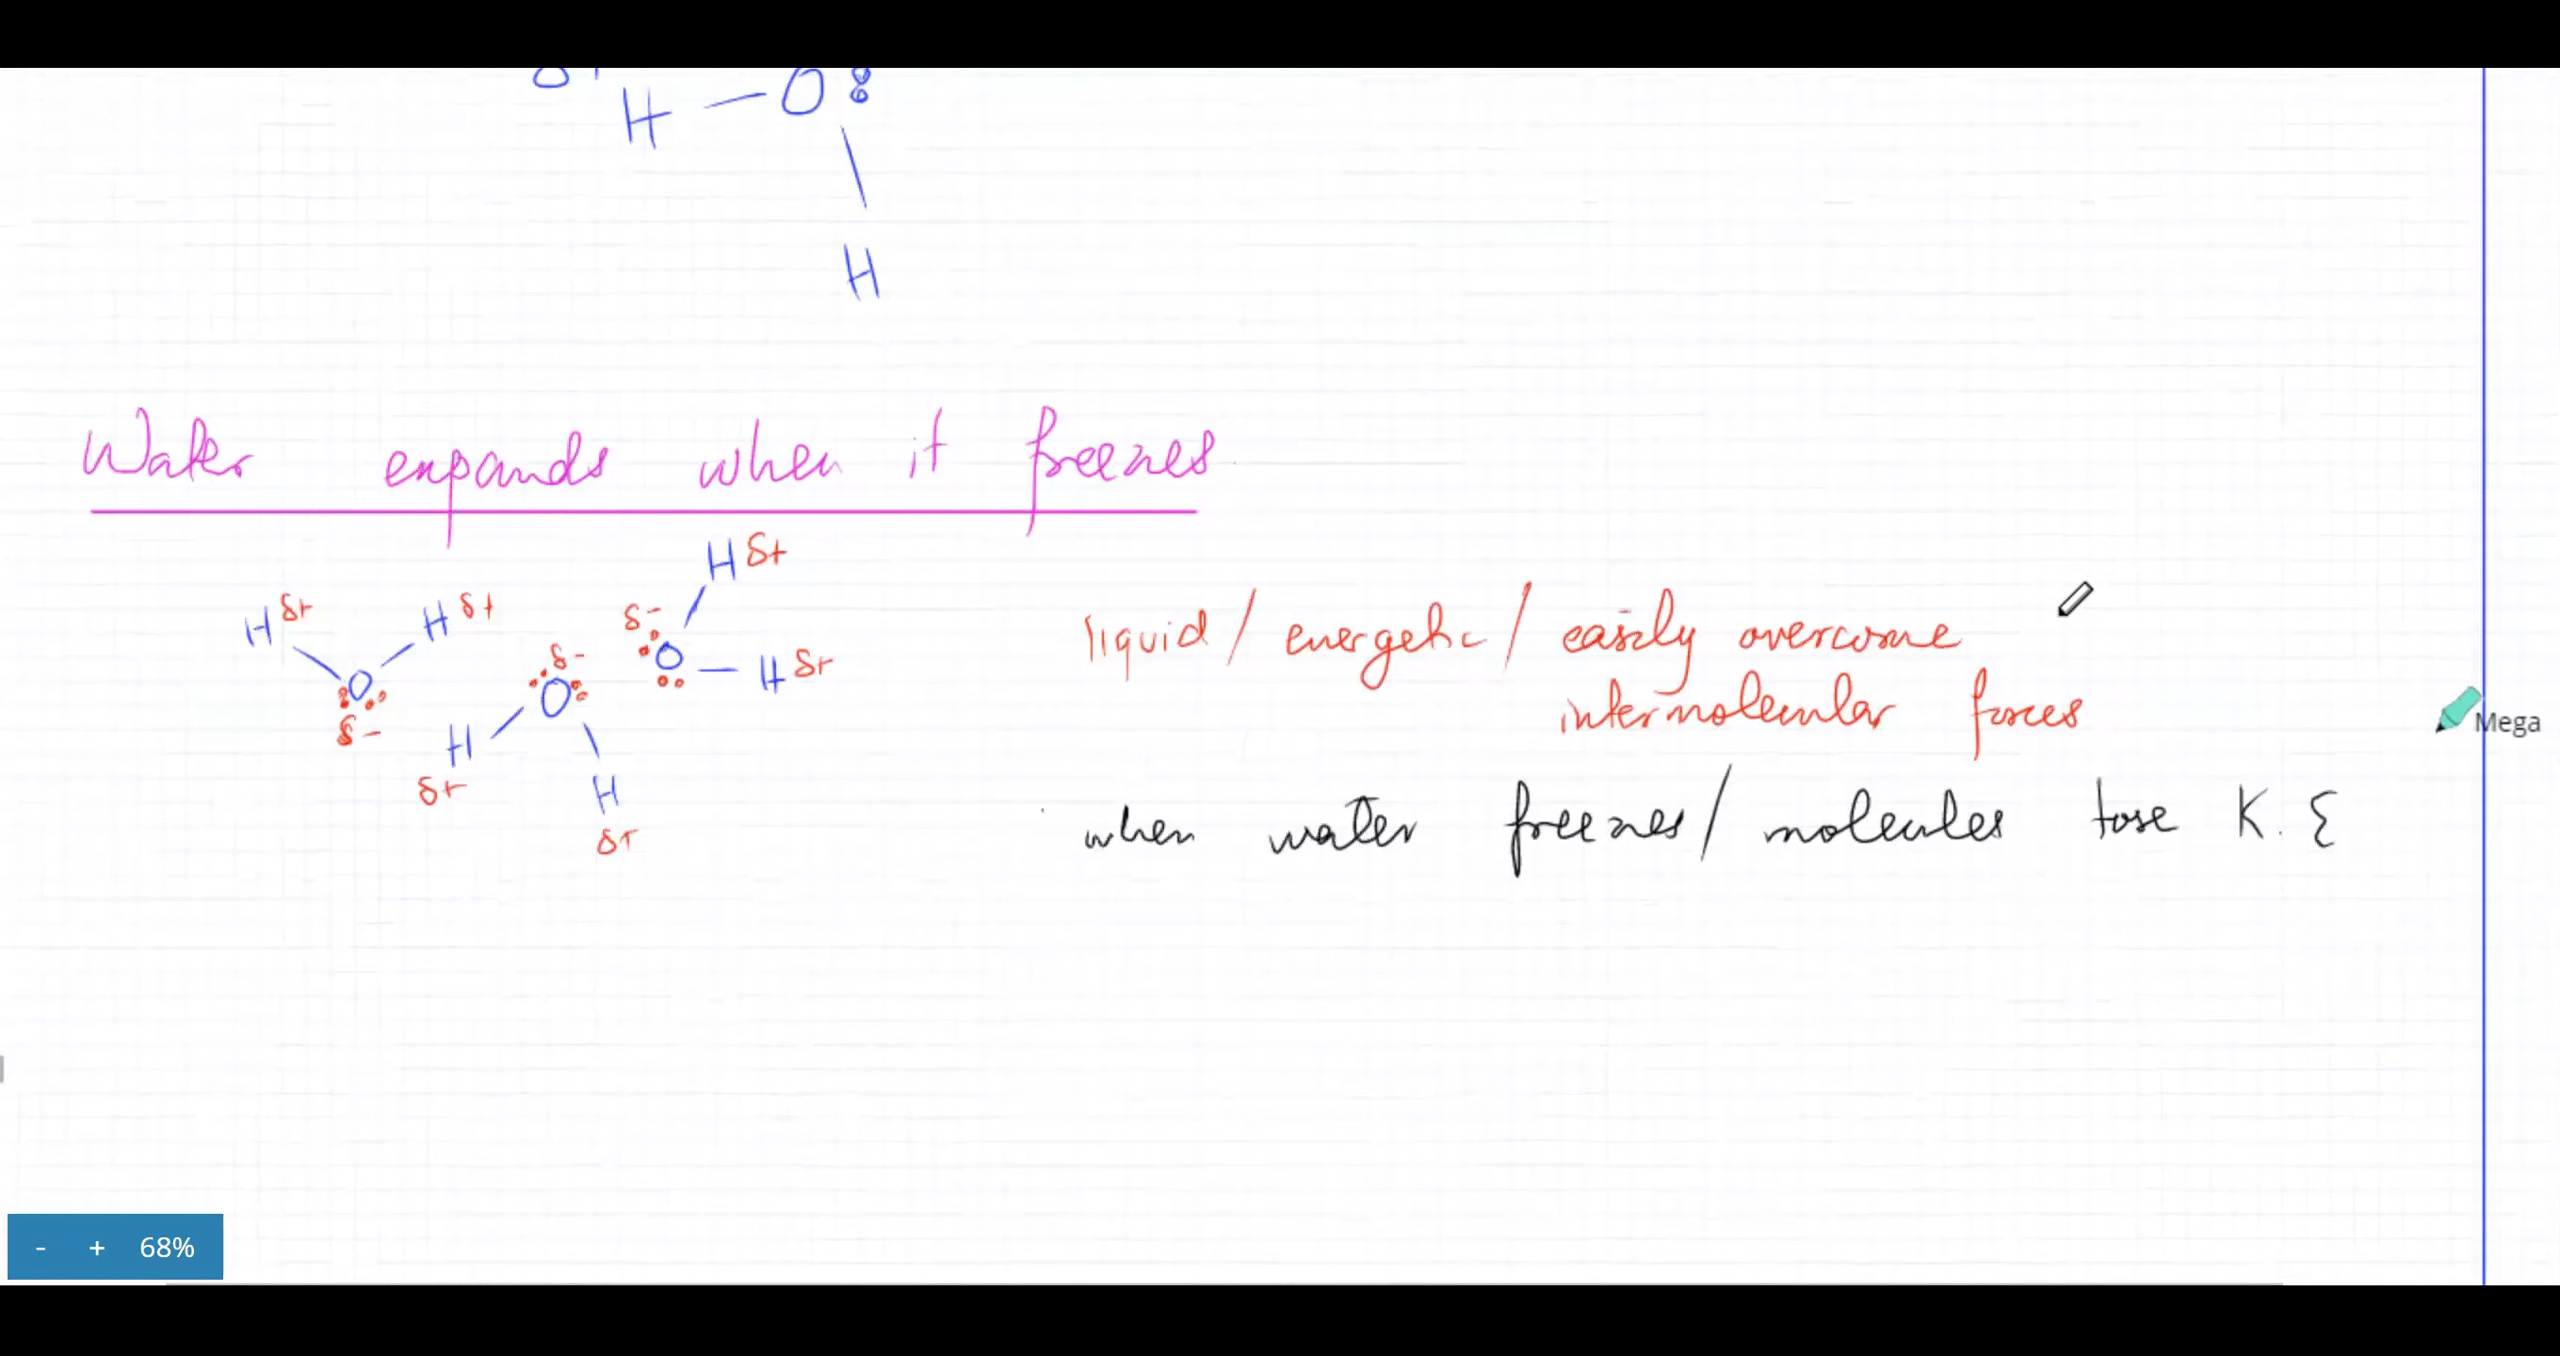 H — O
H
Water expands when it freezes
H δ+
H δ+ H δ+ δ-
δ- O H δ+
O O
δ- H
δ+ H
δ+
liquid / energetic / easily overcome
intermolecular forces
when water freezes / molecules lose K.E
Mega
- + 68%